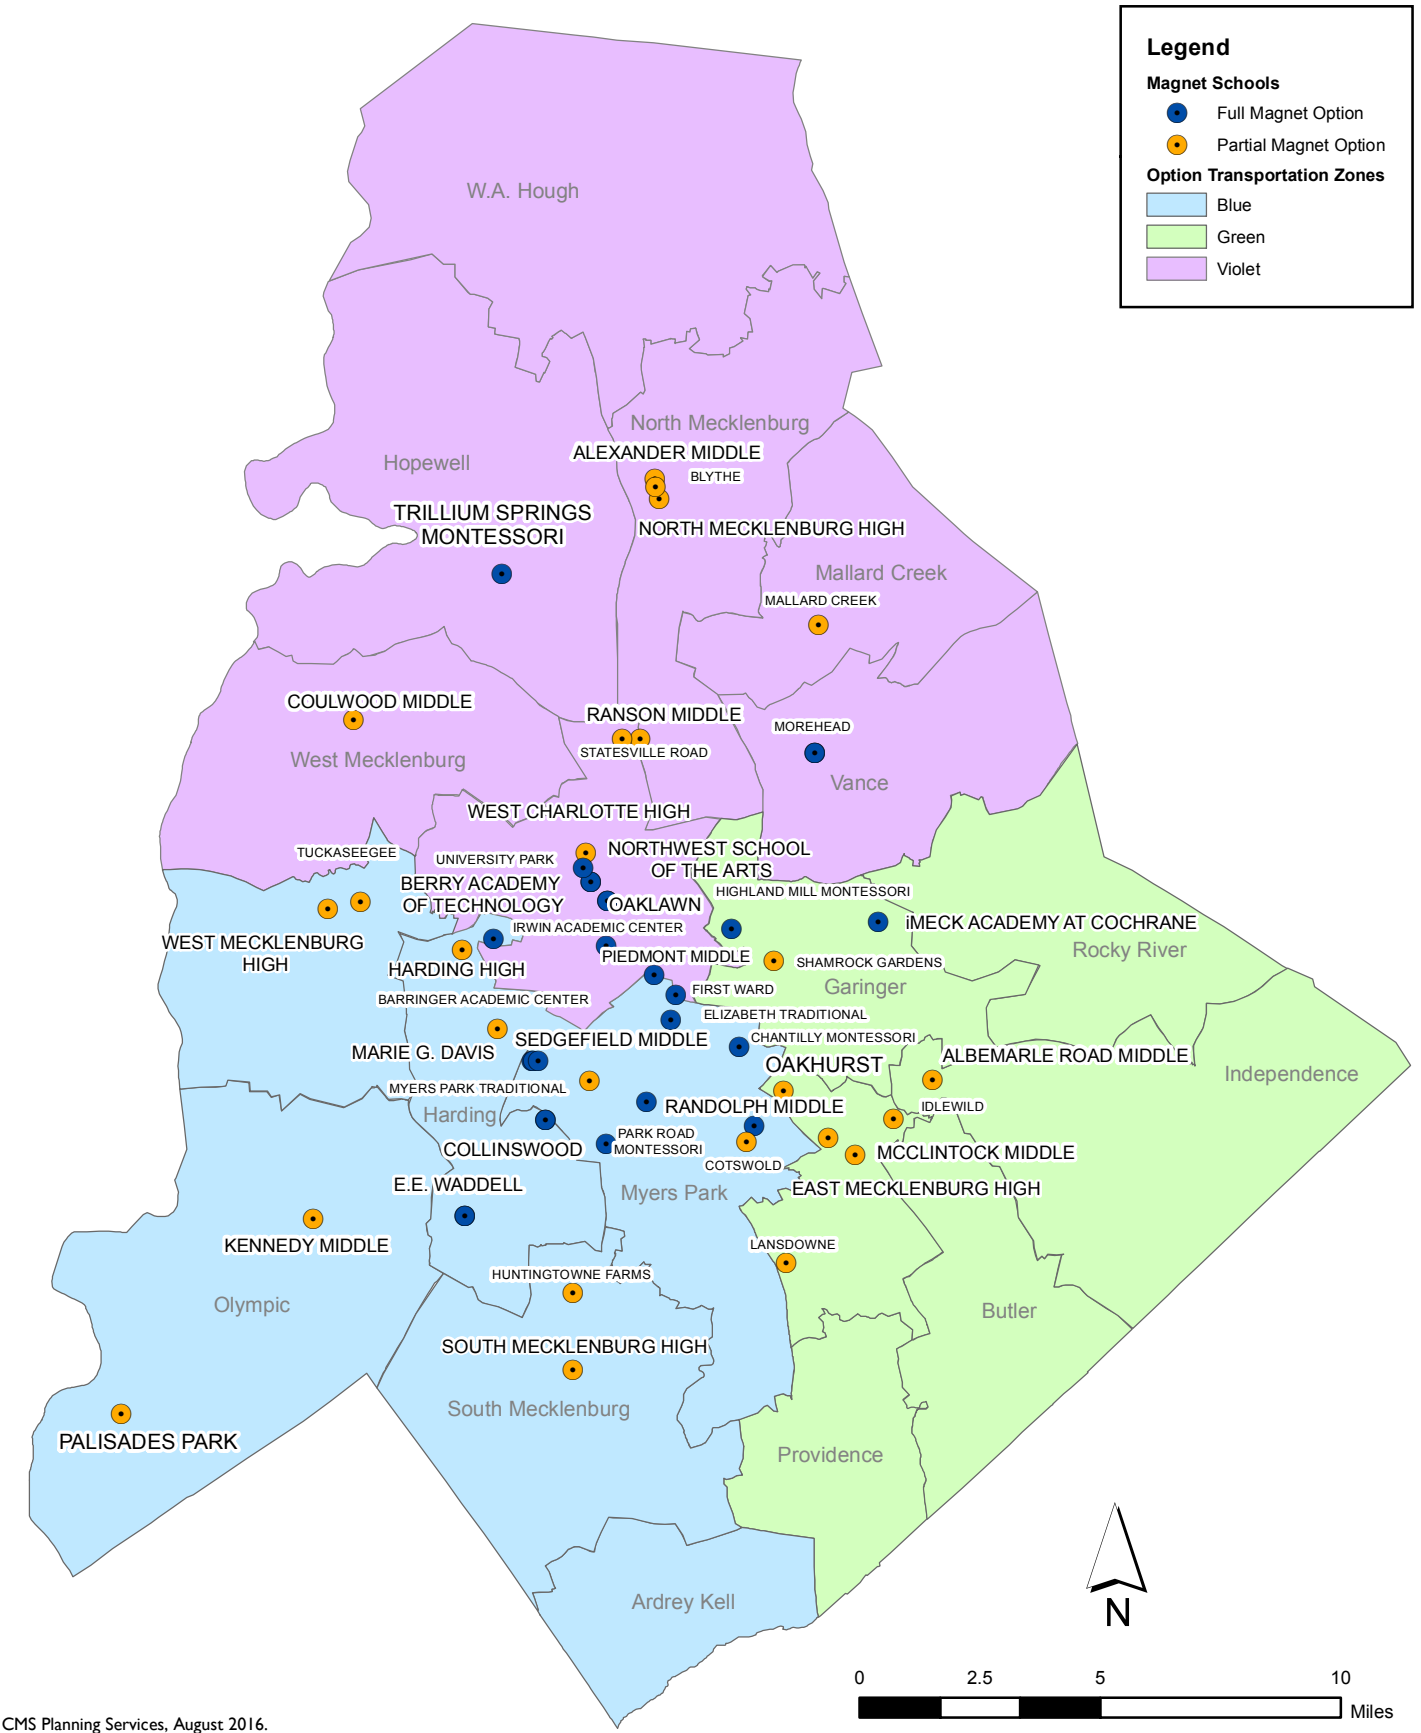 Legend
Magnet Schools
Full Magnet Option
Partial Magnet Option
Option Transportation Zones
Blue
Green
Violet
W.A. Hough
North Mecklenburg
ALEXANDER MIDDLE
Hopewell
BLYTHE
TRILLIUM SPRINGS
MONTESSORI
NORTH MECKLENBURG HIGH
Mallard Creek
MALLARD CREEK
COULWOOD MIDDLE
RANSON MIDDLE
MOREHEAD
STATESVILLE ROAD
West Mecklenburg
Vance
WEST CHARLOTTE HIGH
TUCKASEEGEE
UNIVERSITY PARK
NORTHWEST SCHOOL
OF THE ARTS
BERRY ACADEMY
OF TECHNOLOGY
HIGHLAND MILL MONTESSORI
OAKLAWN
iMECK ACADEMY AT COCHRANE
IRWIN ACADEMIC CENTER
WEST MECKLENBURG
HIGH
Rocky River
PIEDMONT MIDDLE
SHAMROCK GARDENS
HARDING HIGH
Garinger
FIRST WARD
BARRINGER ACADEMIC CENTER
ELIZABETH TRADITIONAL
SEDGEFIELD MIDDLE
CHANTILLY MONTESSORI
MARIE G. DAVIS
ALBEMARLE ROAD MIDDLE
OAKHURST
Independence
MYERS PARK TRADITIONAL
RANDOLPH MIDDLE
IDLEWILD
Harding
PARK ROAD
MONTESSORI
COLLINSWOOD
MCCLINTOCK MIDDLE
COTSWOLD
E.E. WADDELL
Myers Park
EAST MECKLENBURG HIGH
KENNEDY MIDDLE
LANSDOWNE
HUNTINGTOWNE FARMS
Olympic
Butler
SOUTH MECKLENBURG HIGH
South Mecklenburg
PALISADES PARK
Providence
Ardrey Kell
N
0 2.5 5 10
Miles
CMS Planning Services, August 2016.